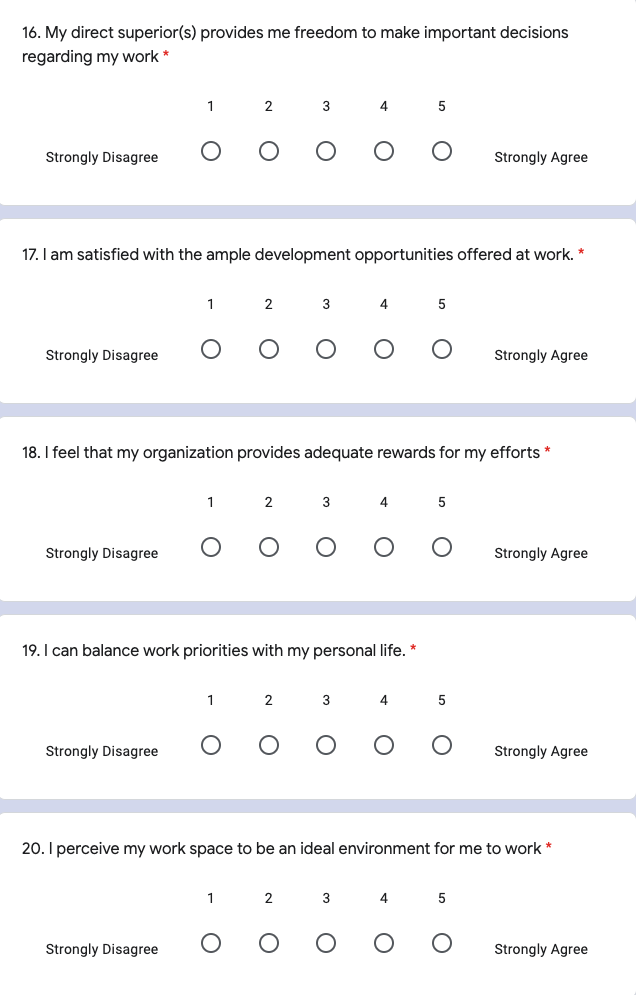 16. My direct superior(s) provides me freedom to make important decisions
regarding my work *
1 2 3 4 5
Strongly Disagree Strongly Agree
17. I am satisfied with the ample development opportunities offered at work. *
1 2 3 4 5
Strongly Disagree Strongly Agree
18. I feel that my organization provides adequate rewards for my efforts *
1 2 3 4 5
Strongly Disagree Strongly Agree
19. I can balance work priorities with my personal life. *
1 2 3 4 5
Strongly Disagree Strongly Agree
20. I perceive my work space to be an ideal environment for me to work *
1 2 3 4 5
Strongly Disagree Strongly Agree